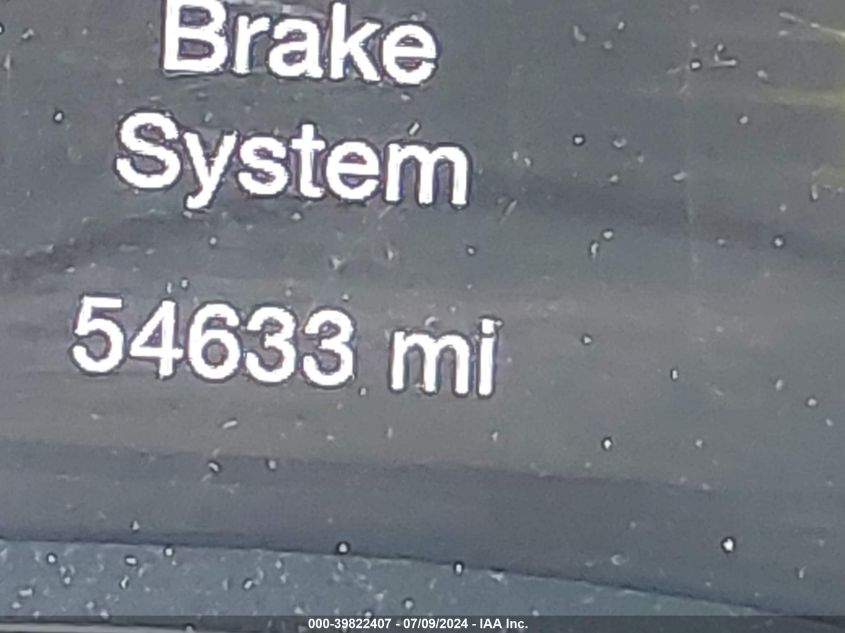 Brake
System
54633 mi
000-39822407 - 07/09/2024 - IAA Inc.